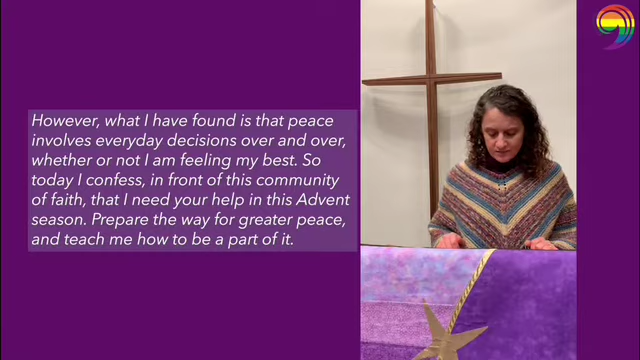 However, what I have found is that peace
involves everyday decisions over and over,
whether or not I am feeling my best. So
today I confess, in front of this community
of faith, that I need your help in this Advent
season. Prepare the way for greater peace,
and teach me how to be a part of it.